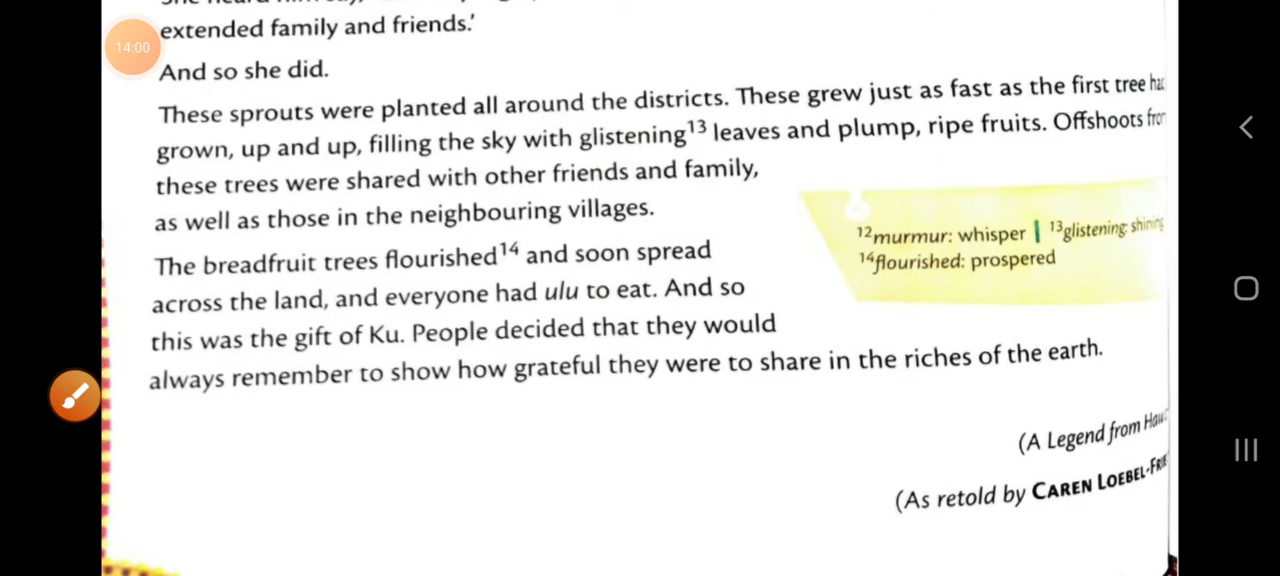 14:00
extended family and friends.'
And so she did.
These sprouts were planted all around the districts. These grew just as fast as the first tree
grown, up and up, filling the sky with glistening13 leaves and plump, ripe fruits. Offshoots
these trees were shared with other friends and family,
as well as those in the neighbouring villages.
12murmur: whisper | 13glistening: shining
14flourished: prospered
The breadfruit trees flourished14 and soon spread
across the land, and everyone had ulu to eat. And so
this was the gift of Ku. People decided that they would
always remember to show how grateful they were to share in the riches of the earth.
(A Legend from
(As retold by CAREN